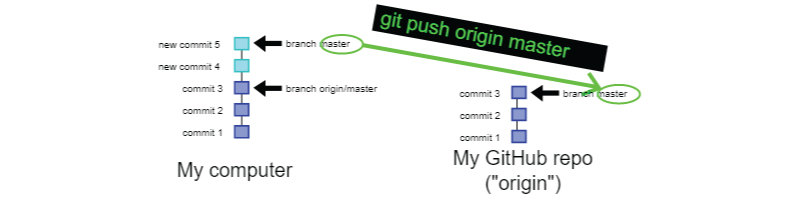 git push origin master
new commit 5
branch master
new commit 4
commit 3
branch origin/master
commit 2
commit 1
My computer
commit 3
branch master
commit 2
commit 1
My GitHub repo
("origin")